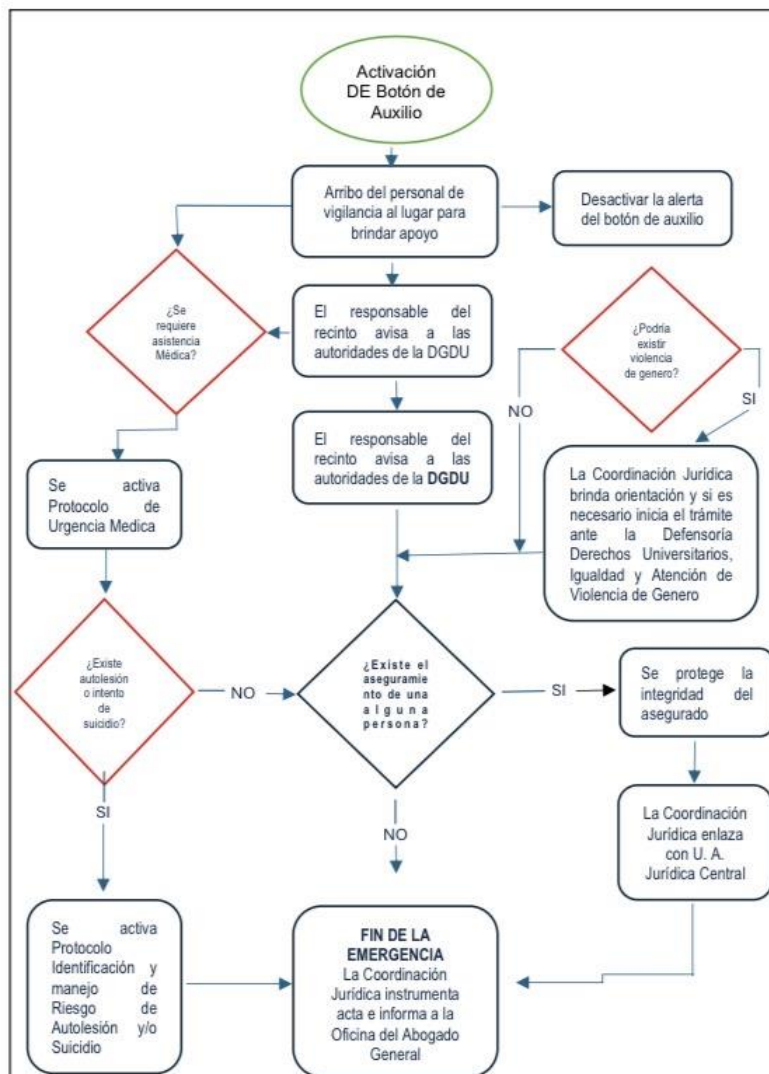 Activación
DE Botón de
Auxilio
Arribo del personal de
vigilancia al lugar para
brindar apoyo
Desactivar la alerta
del botón de auxilio
¿Se
requiere
asistencia
Médica?
El responsable del
recinto avisa a las
autoridades de la DGDU
¿Podría
existir
violencia
de genero?
NO
SI
El responsable del
recinto avisa a las
autoridades de la DGDU
Se activa
Protocolo de
Urgencia Medica
La Coordinación Jurídica
brinda orientación y si es
necesario inicia el trámite
ante la Defensoría
Derechos Universitarios,
Igualdad y Atención de
Violencia de Genero
¿Existe
autolesión
o intento
de
suicidio?
NO
¿Existe el
aseguramie
nto de una
alguna
persona?
SI
Se protege la
integridad del
asegurado
SI
NO
La Coordinación
Jurídica enlaza
con U. A.
Jurídica Central
Se activa
Protocolo
Identificación y
manejo de
Riesgo de
Autolesión y/o
Suicidio
FIN DE LA
EMERGENCIA
La Coordinación
Jurídica instrumenta
acta e informa a la
Oficina del Abogado
General